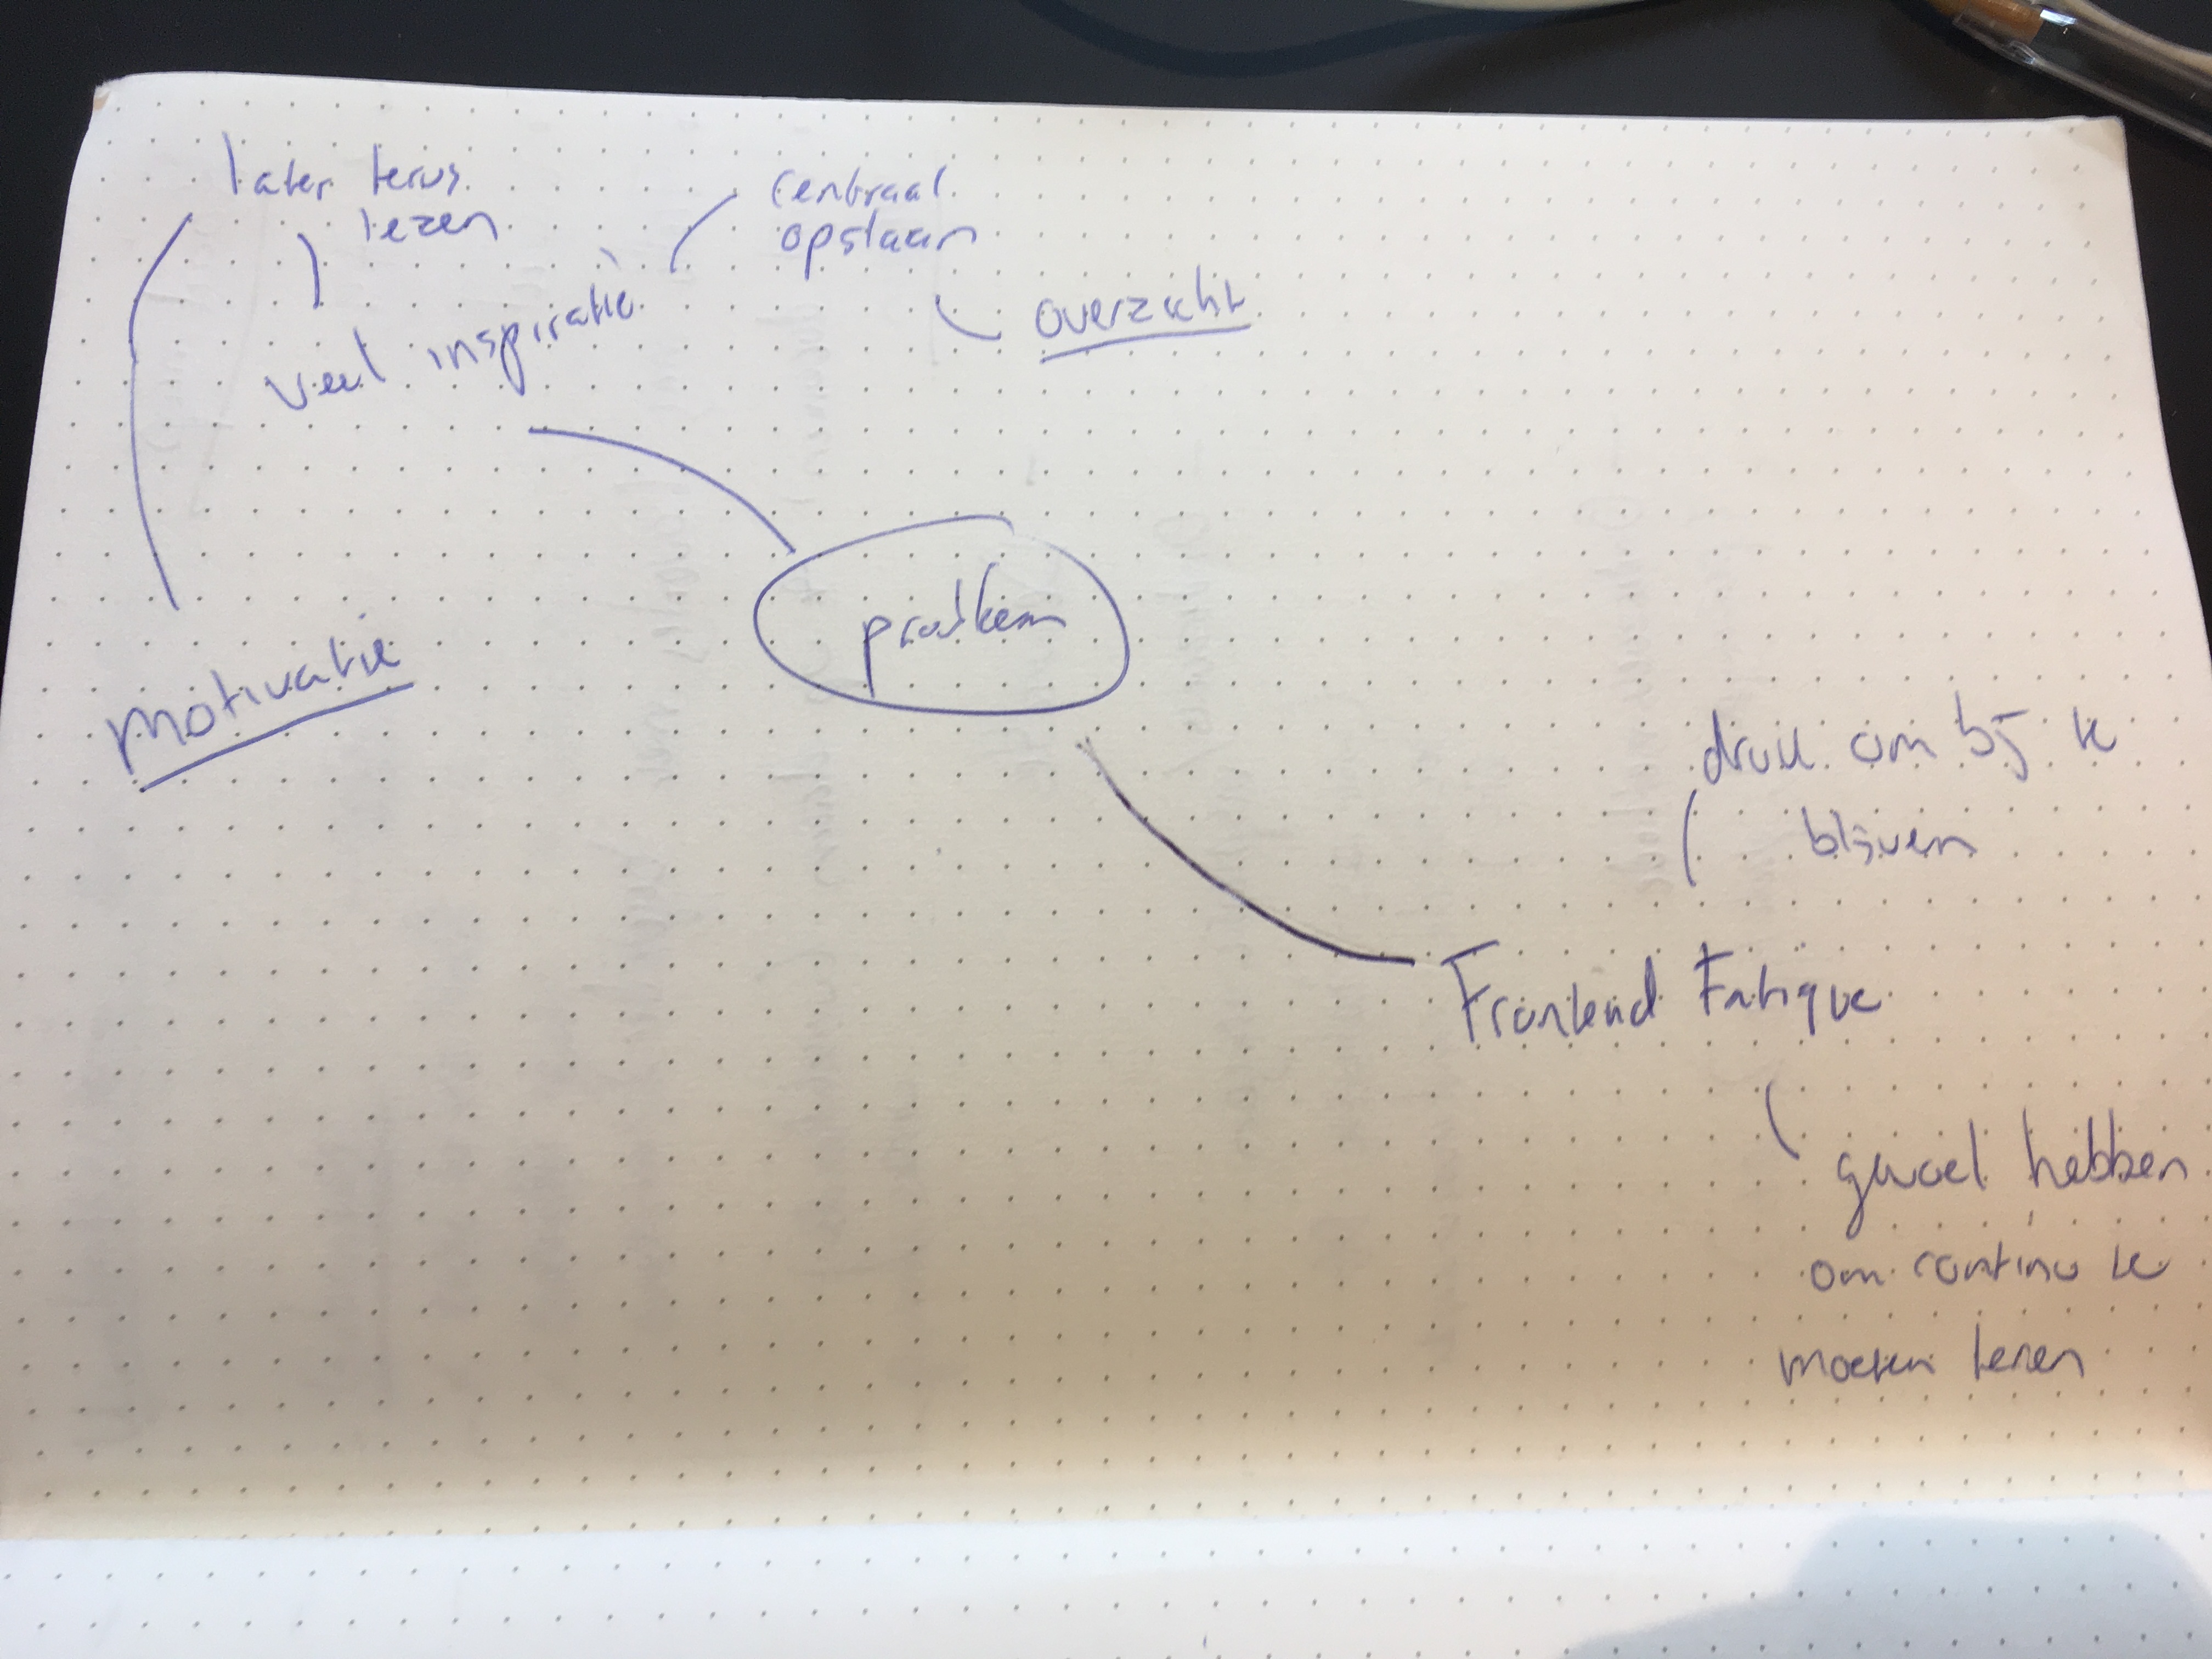 later terug
lezen
centraal
opslaan
overzicht
veel inspiratie
probleem
motivatie
druk om bij te
blijven
Frontend Fatigue
gevoel hebben
om continu te
moeten leren